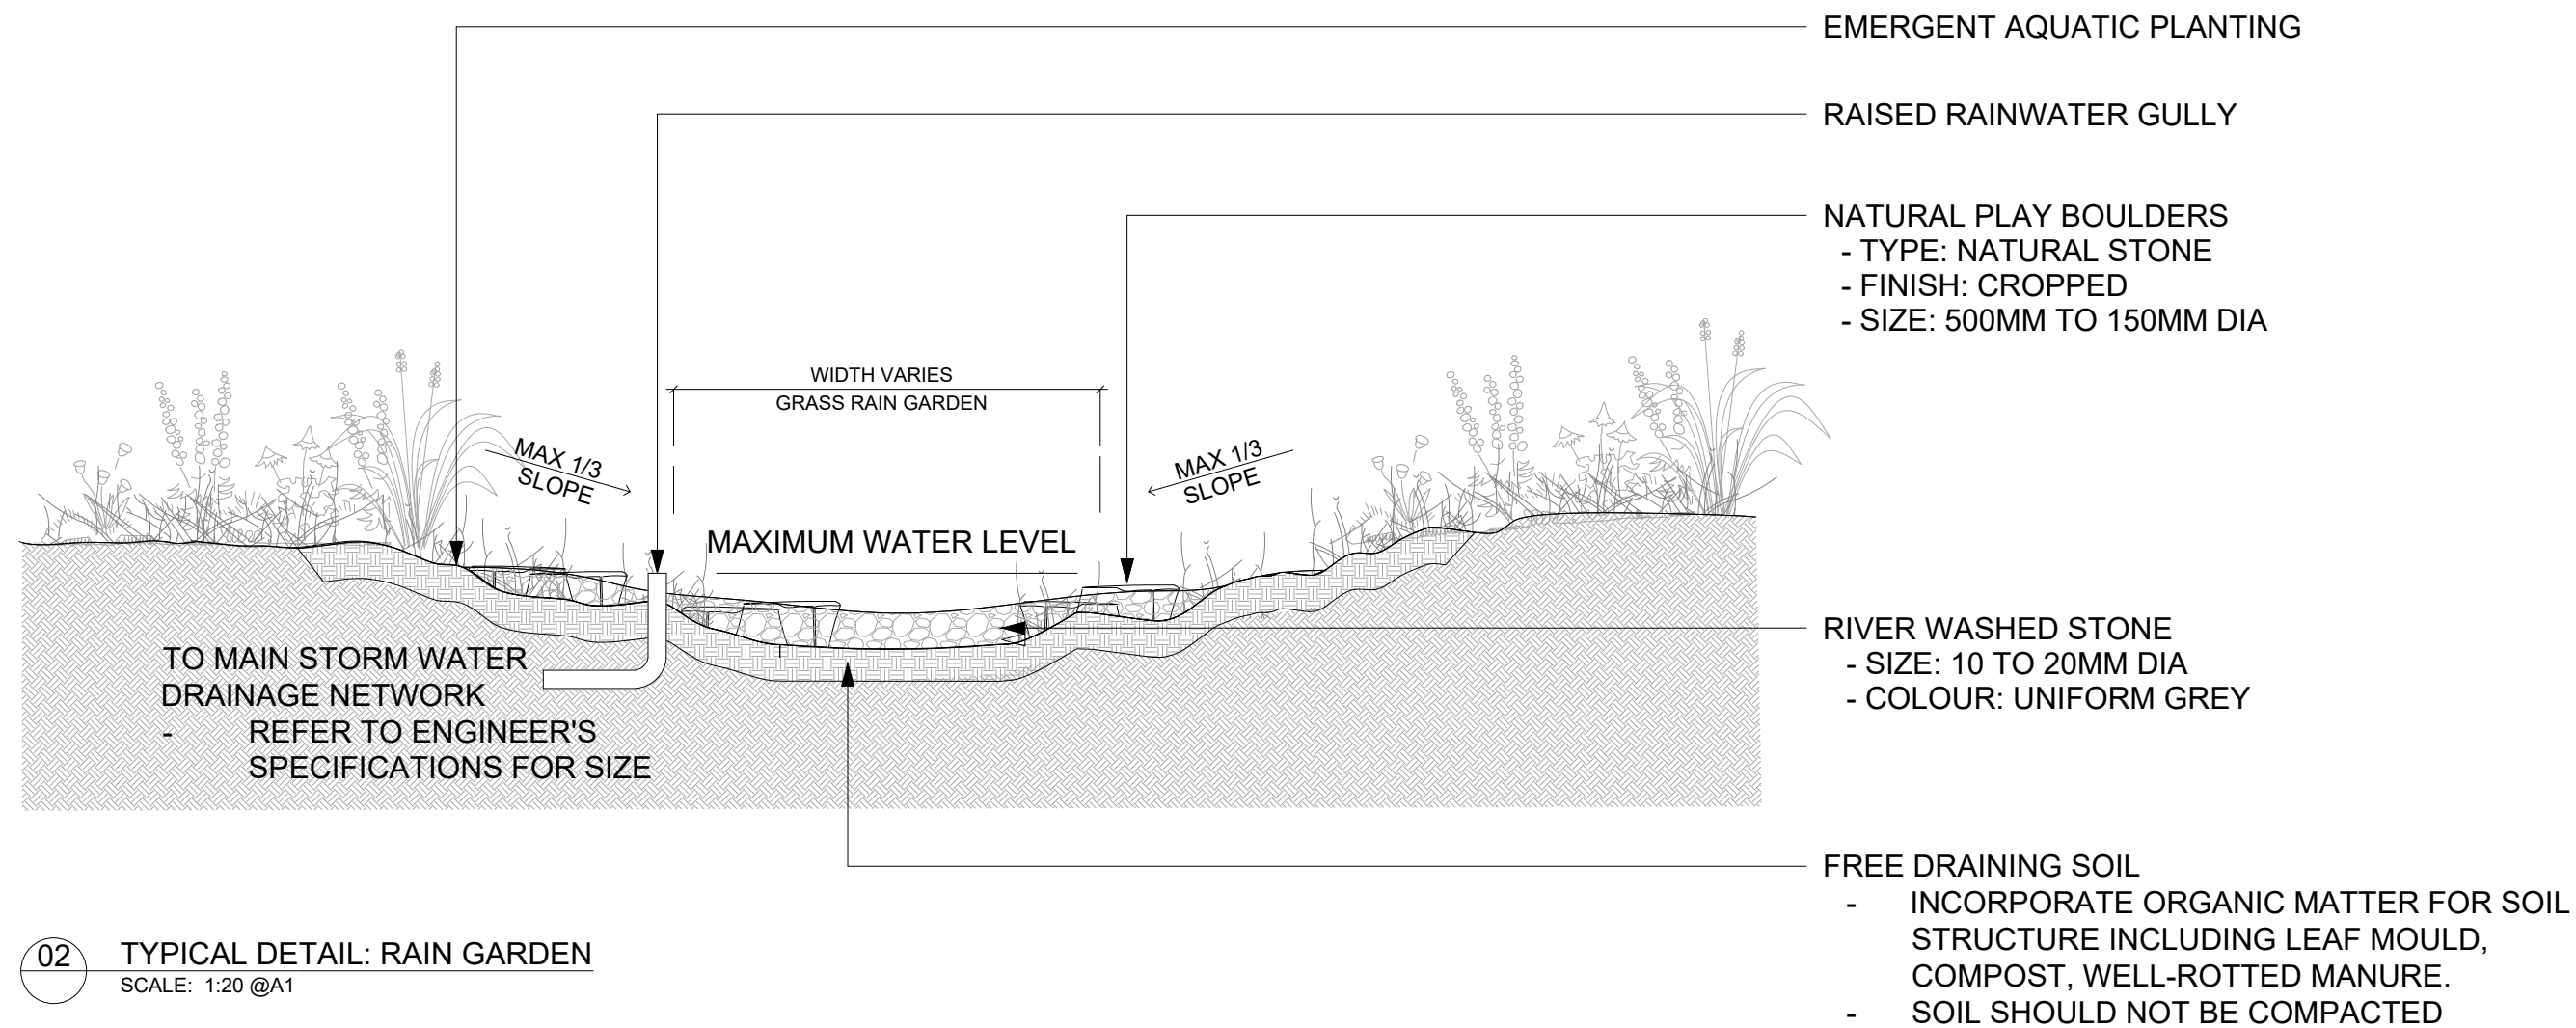 EMERGENT AQUATIC PLANTING
RAISED RAINWATER GULLY
NATURAL PLAY BOULDERS
- TYPE: NATURAL STONE
- FINISH: CROPPED
- SIZE: 500MM TO 150MM DIA
WIDTH VARIES
GRASS RAIN GARDEN
MAX 1/3
SLOPE
MAX 1/3
SLOPE
MAXIMUM WATER LEVEL
RIVER WASHED STONE
- SIZE: 10 TO 20MM DIA
- COLOUR: UNIFORM GREY
TO MAIN STORM WATER
DRAINAGE NETWORK
- REFER TO ENGINEER'S
SPECIFICATIONS FOR SIZE
FREE DRAINING SOIL
- INCORPORATE ORGANIC MATTER FOR SOIL
STRUCTURE INCLUDING LEAF MOULD,
COMPOST, WELL-ROTTED MANURE.
- SOIL SHOULD NOT BE COMPACTED
02
TYPICAL DETAIL: RAIN GARDEN
SCALE: 1:20 @A1